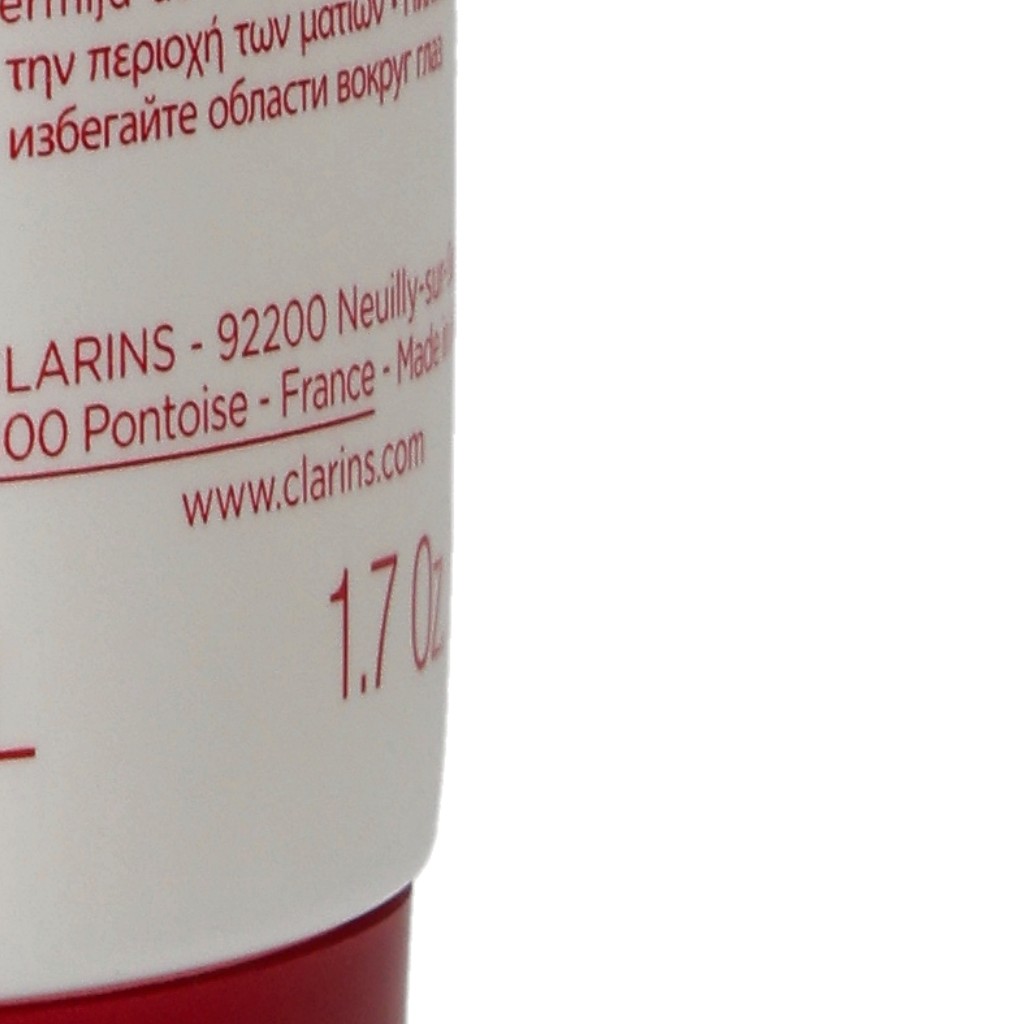 την περιοχή των ματιών
избегайте области вокруг глаз
LARINS - 92200 Neuilly-sur-
00 Pontoise - France - Made in
www.clarins.com
1.7 Oz.